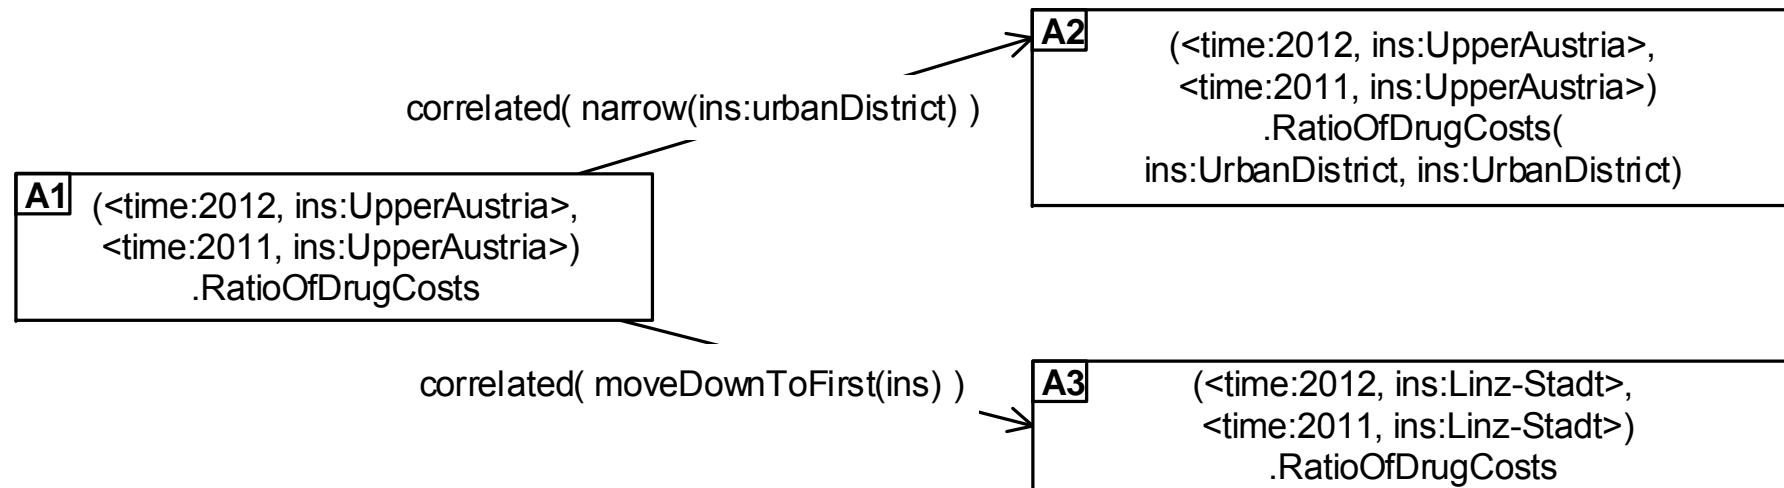 A2
(<time:2012, ins:UpperAustria>,
<time:2011, ins:UpperAustria>)
.RatioOfDrugCosts(
ins:UrbanDistrict, ins:UrbanDistrict)
correlated( narrow(ins:urbanDistrict) )
A1
(<time:2012, ins:UpperAustria>,
<time:2011, ins:UpperAustria>)
.RatioOfDrugCosts
correlated( moveDownToFirst(ins) )
A3
(<time:2012, ins:Linz-Stadt>,
<time:2011, ins:Linz-Stadt>)
.RatioOfDrugCosts